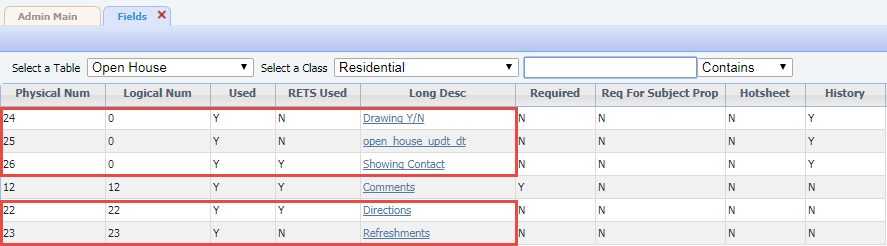 Admin Main Fields
Select a Table Open House Select a Class Residential Contains
Physical Num Logical Num Used RETS Used Long Desc Required Req For Subject Prop Hotsheet History
24 0 Y N Drawing Y/N N N N Y
25 0 Y N open_house_updt_dt N N N Y
26 0 Y Y Showing Contact N N N Y
12 12 Y Y Comments Y N N N
22 22 Y Y Directions N N N N
23 23 Y N Refreshments N N N N